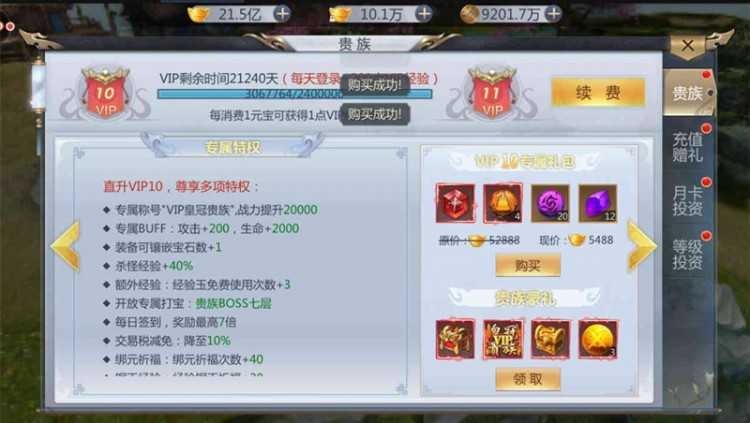 21.5亿
10.1万
9201.7万
贵族
10
VIP
VIP剩余时间21240天（每天登录
经验）
购买成功!
3067764/2400000
每消费1元宝可获得1点VI
购买成功!
11
VIP
续费
贵族
充值
赠礼
月卡
投资
等级
投资
专属特权
直升VIP10，尊享多项特权：
专属称号"VIP皇冠贵族",战力提升20000
专属BUFF：攻击+200，生命+2000
装备可镶嵌宝石数+1
杀怪经验+40%
额外经验：经验玉免费使用次数+3
开放专属打宝：贵族BOSS七层
每日签到，奖励最高7倍
交易税减免：降至10%
绑元祈福：绑元祈福次数+40
VIP 10专属礼包
4
20
12
原价：52888
现价：5488
购买
贵族豪礼
VIP
3
领取